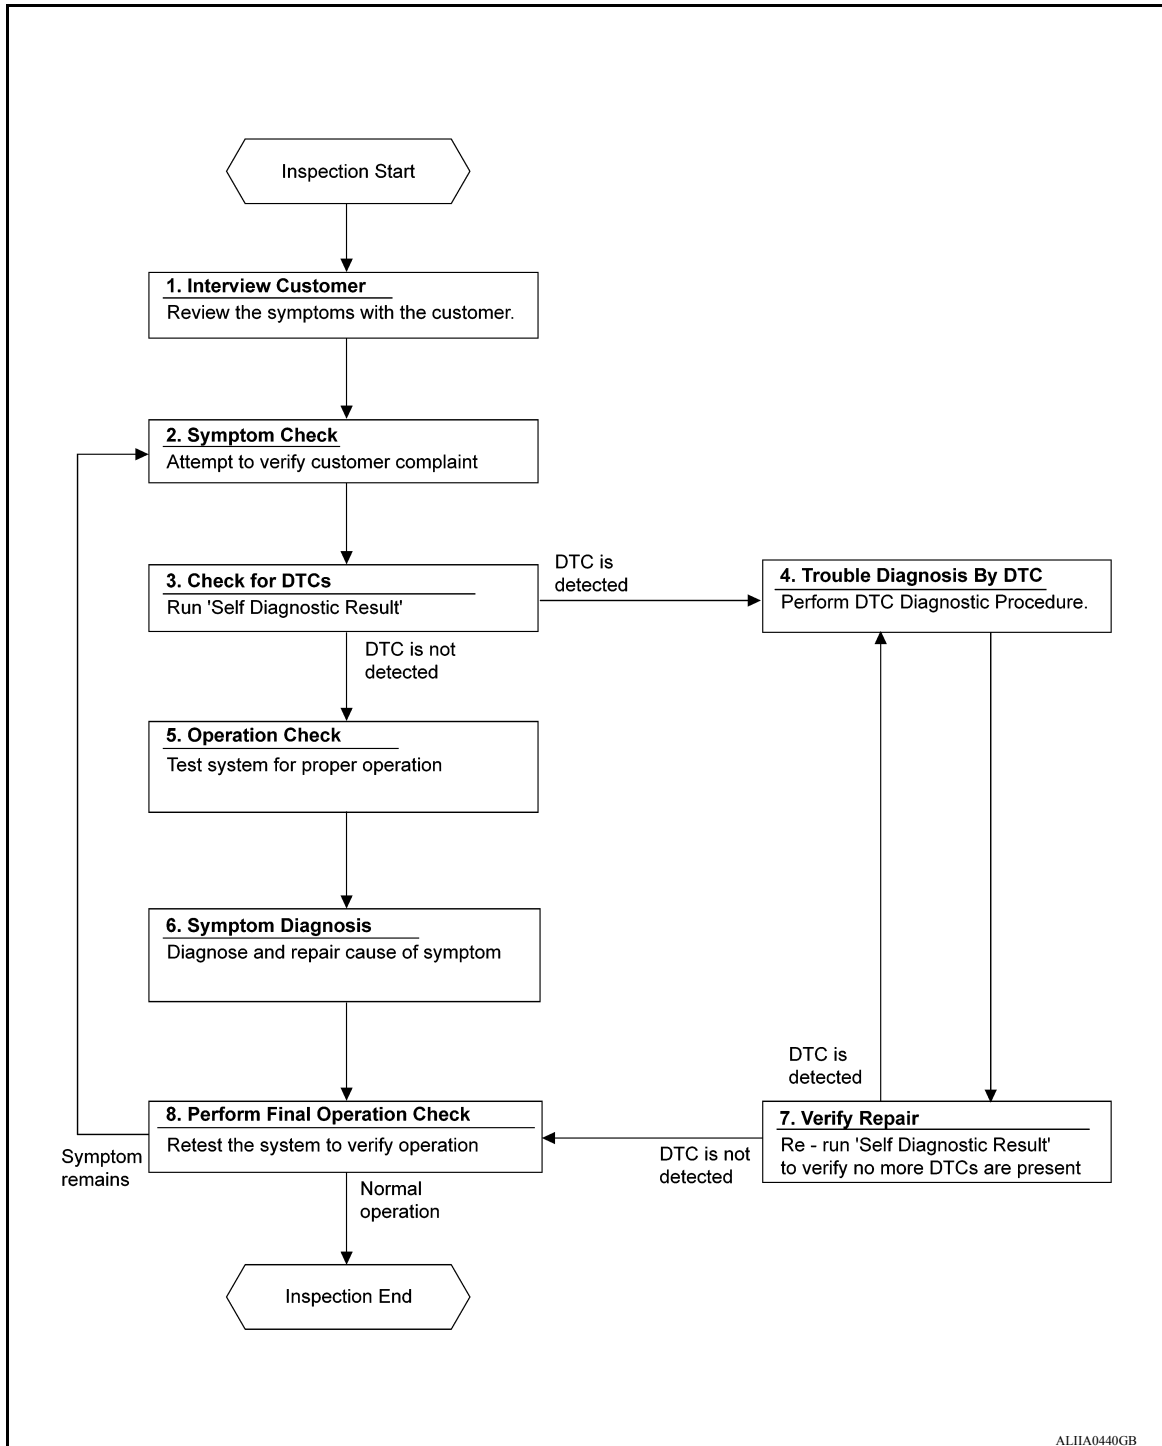 Inspection Start
1. Interview Customer
Review the symptoms with the customer.
2. Symptom Check
Attempt to verify customer complaint
3. Check for DTCs
Run 'Self Diagnostic Result'
DTC is
detected
4. Trouble Diagnosis By DTC
Perform DTC Diagnostic Procedure.
DTC is not
detected
5. Operation Check
Test system for proper operation
6. Symptom Diagnosis
Diagnose and repair cause of symptom
DTC is
detected
7. Verify Repair
Re - run 'Self Diagnostic Result'
to verify no more DTCs are present
DTC is not
detected
8. Perform Final Operation Check
Retest the system to verify operation
Symptom
remains
Normal
operation
Inspection End
ALIIA0440GB